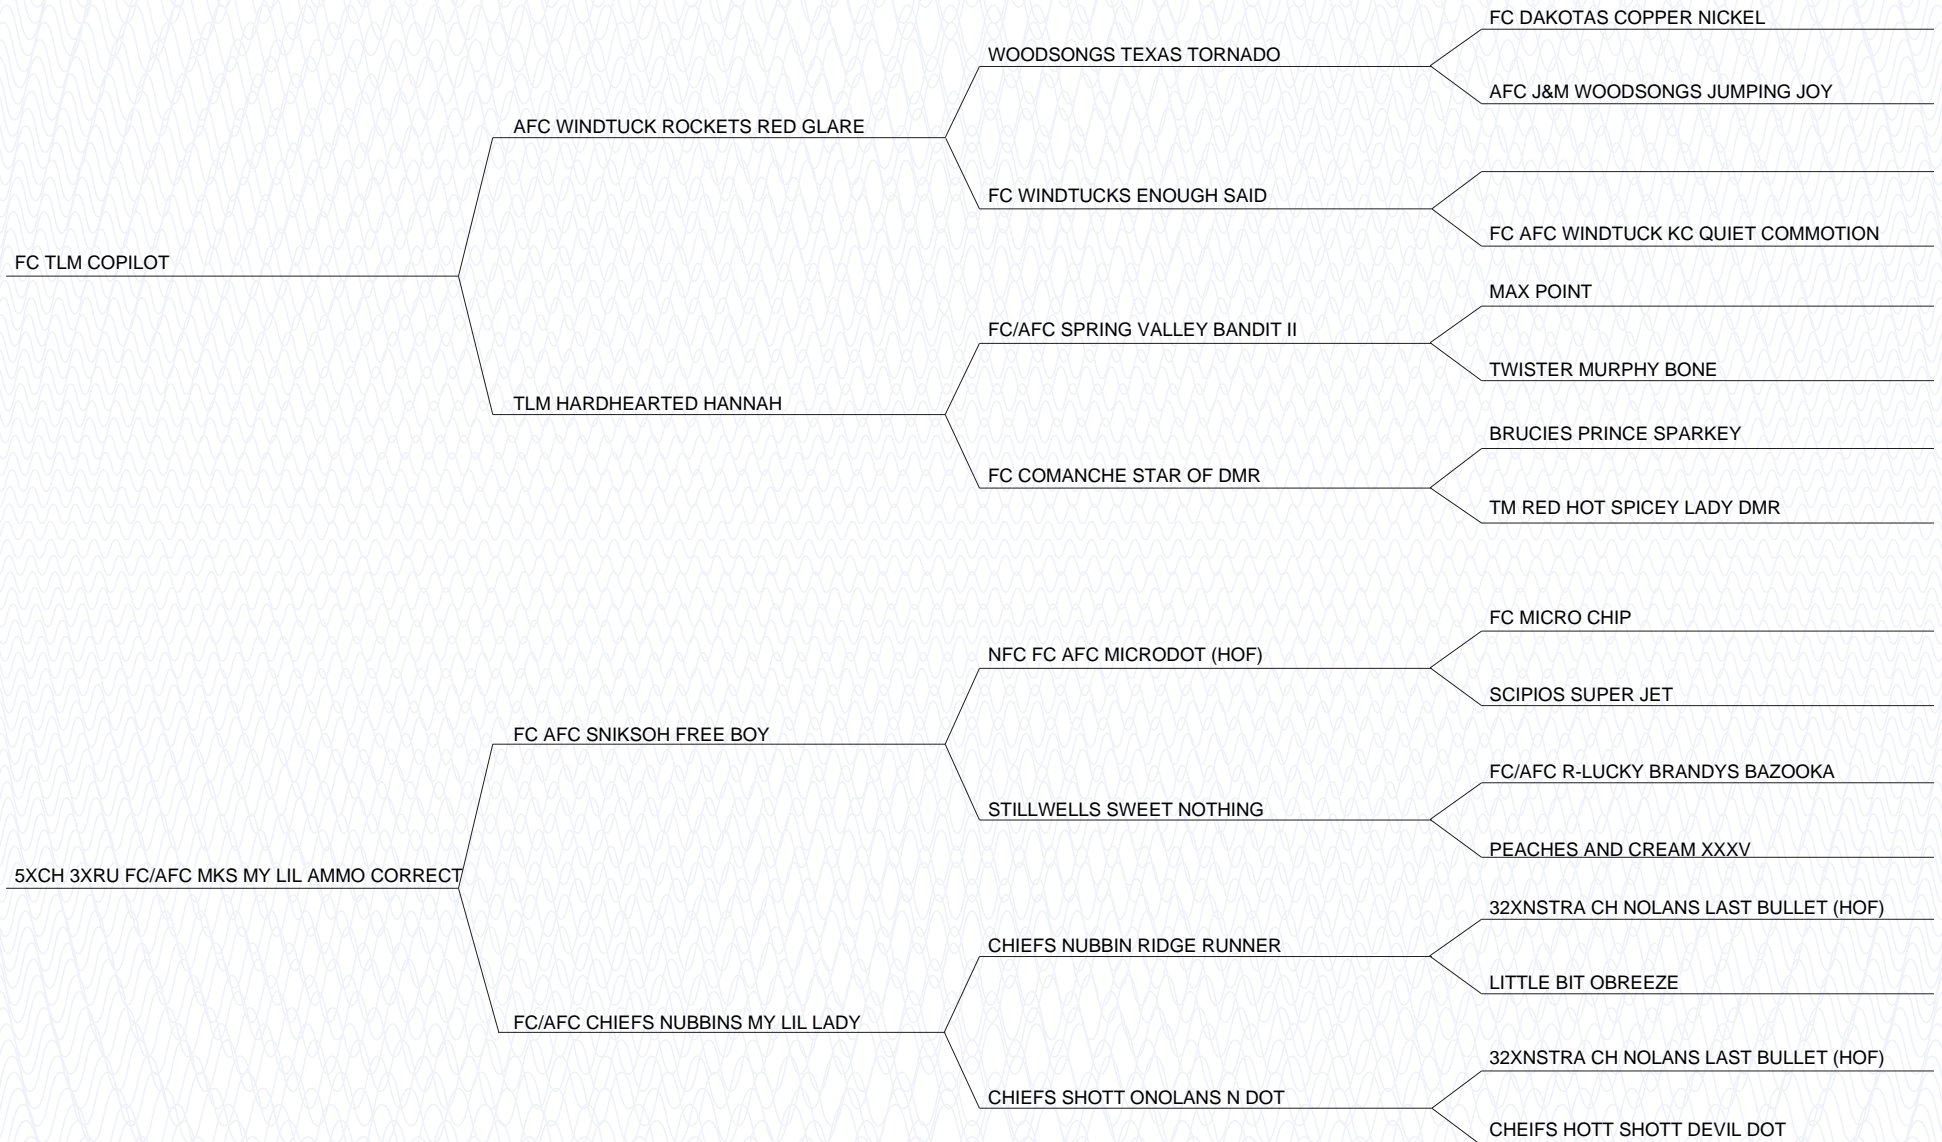 FC DAKOTAS COPPER NICKEL
WOODSONGS TEXAS TORNADO
AFC J&M WOODSONGS JUMPING JOY
AFC WINDTUCK ROCKETS RED GLARE
FC WINDTUCKS ENOUGH SAID
FC AFC WINDTUCK KC QUIET COMMOTION
FC TLM COPILOT
MAX POINT
FC/AFC SPRING VALLEY BANDIT II
TWISTER MURPHY BONE
TLM HARDHEARTED HANNAH
BRUCIES PRINCE SPARKEY
FC COMANCHE STAR OF DMR
TM RED HOT SPICEY LADY DMR
FC MICRO CHIP
NFC FC AFC MICRODOT (HOF)
SCIPIOS SUPER JET
FC AFC SNIKSOH FREE BOY
FC/AFC R-LUCKY BRANDYS BAZOOKA
STILLWELLS SWEET NOTHING
PEACHES AND CREAM XXXV
5XCH 3XRU FC/AFC MKS MY LIL AMMO CORRECT
32XNSTRA CH NOLANS LAST BULLET (HOF)
CHIEFS NUBBIN RIDGE RUNNER
LITTLE BIT OBREEZE
FC/AFC CHIEFS NUBBINS MY LIL LADY
32XNSTRA CH NOLANS LAST BULLET (HOF)
CHIEFS SHOTT ONOLANS N DOT
CHEIFS HOTT SHOTT DEVIL DOT